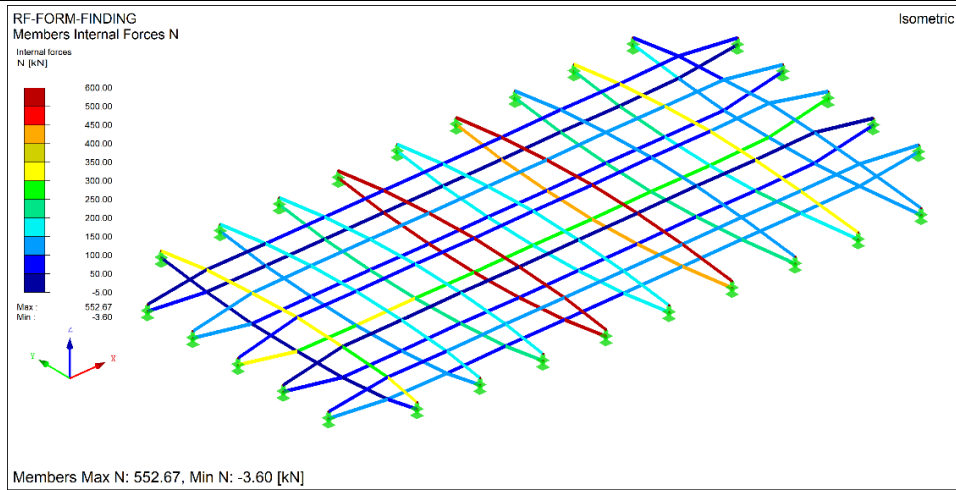 RF-FORM-FINDING
Isometric
Members Internal Forces N
Internal forces
N [kN]
600.00
500.00
450.00
400.00
350.00
300.00
250.00
200.00
150.00
100.00
50.00
-5.00
Max : 552.67
Min : -3.60
Z
Y
X
Members Max N: 552.67, Min N: -3.60 [kN]